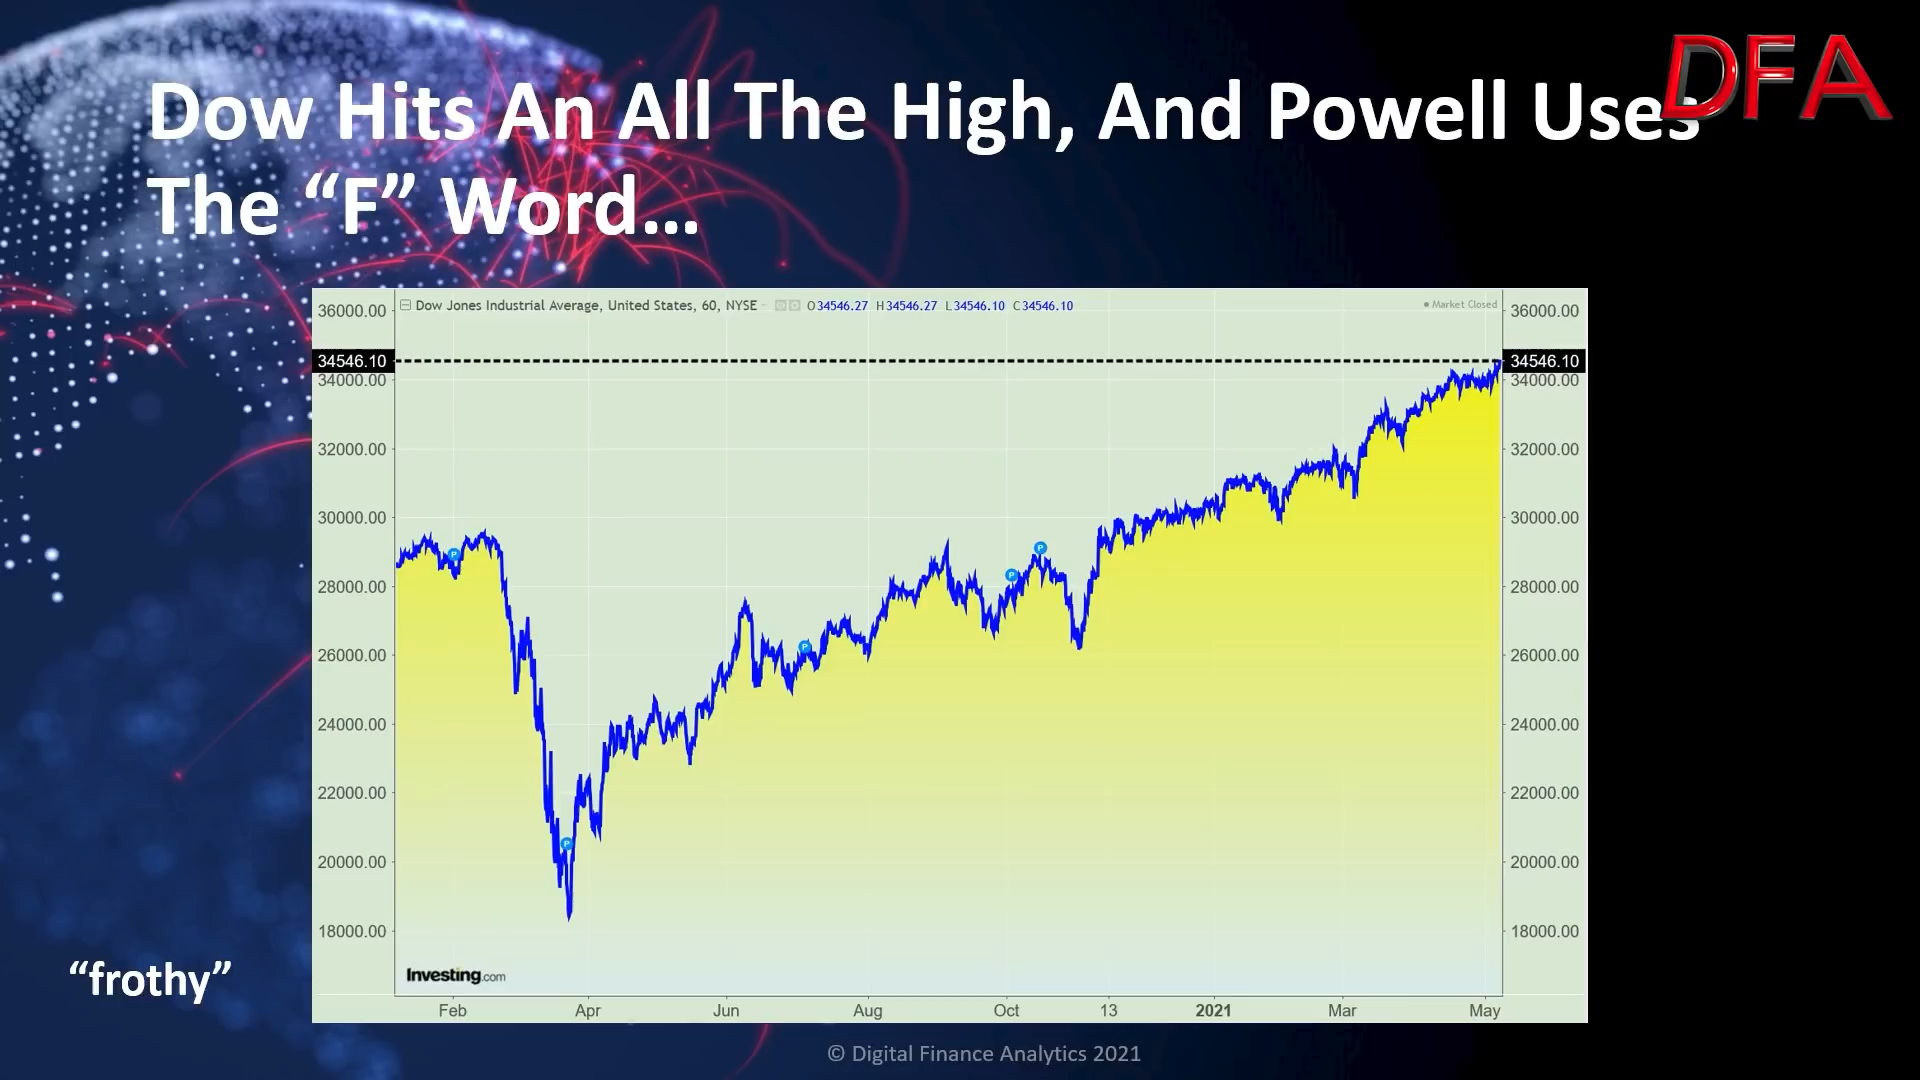 DFA
Dow Hits An All The High, And Powell Uses
The “F” Word…
Dow Jones Industrial Average, United States, 60, NYSE O34546.27 H34546.27 L34546.10 C34546.10
Market Closed
36000.00 36000.00
34546.10 34546.10
34000.00 34000.00
32000.00 32000.00
30000.00 30000.00
28000.00 28000.00
26000.00 26000.00
24000.00 24000.00
22000.00 22000.00
20000.00 20000.00
18000.00 18000.00
P
P
P
P
P
“frothy”
Investing.com
Feb Apr Jun Aug Oct 13 2021 Mar May
© Digital Finance Analytics 2021